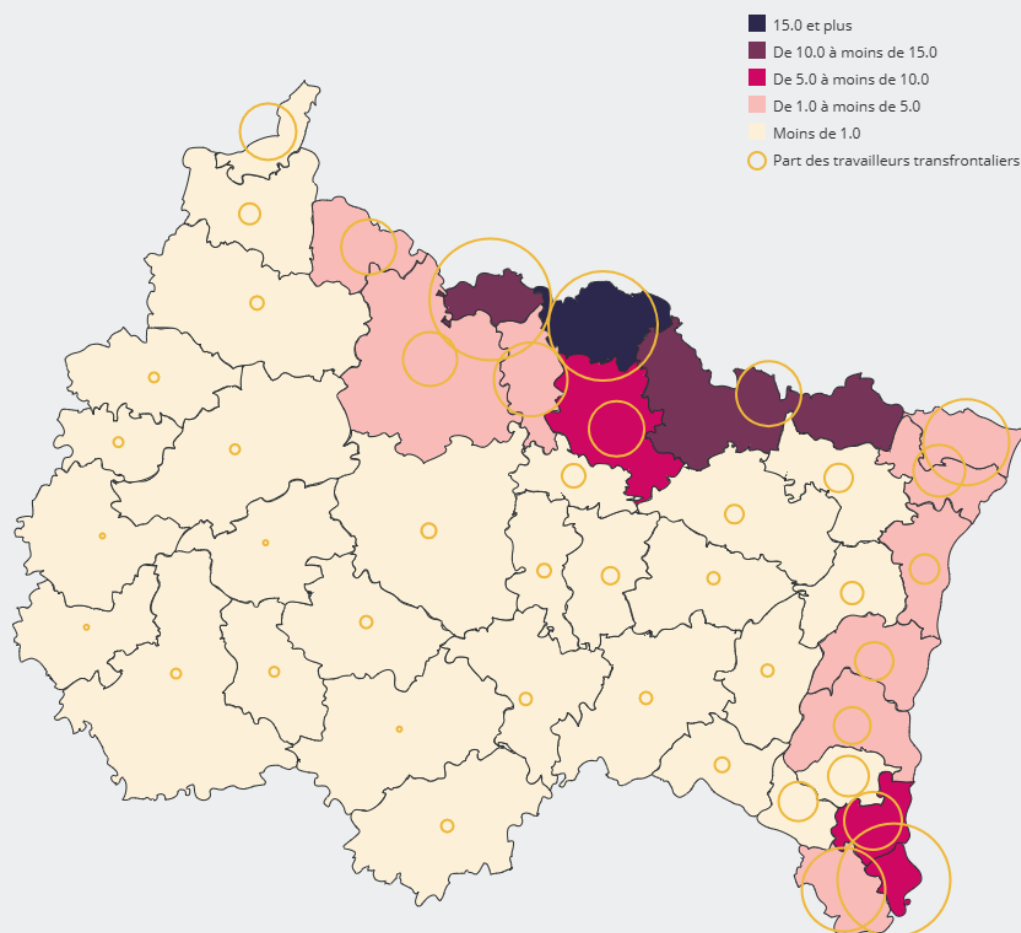 15.0 et plus
De 10.0 à moins de 15.0
De 5.0 à moins de 10.0
De 1.0 à moins de 5.0
Moins de 1.0
Part des travailleurs transfrontaliers